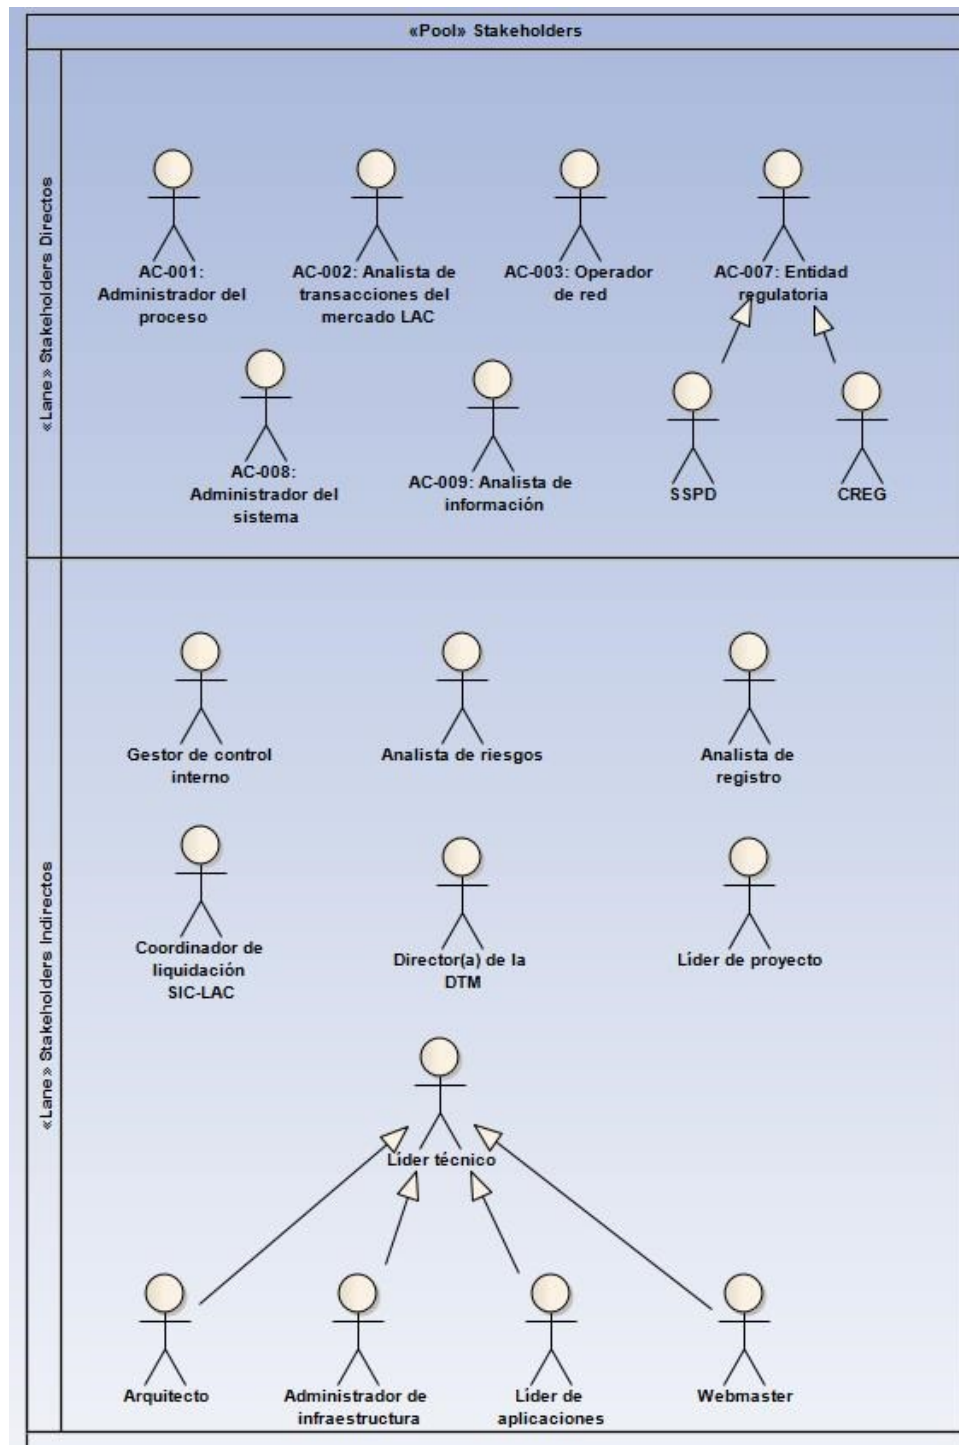 «Pool» Stakeholders
«Lane» Stakeholders Directos
AC-001:
Administrador del
proceso
AC-002: Analista de
transacciones del
mercado LAC
AC-003: Operador
de red
AC-007: Entidad
regulatoria
AC-008:
Administrador del
sistema
AC-009: Analista de
información
SSPD
CREG
«Lane» Stakeholders Indirectos
Gestor de control
interno
Analista de riesgos
Analista de
registro
Coordinador de
liquidación
SIC-LAC
Director(a) de la
DTM
Líder de proyecto
Líder técnico
Arquitecto
Administrador de
infraestructura
Líder de
aplicaciones
Webmaster